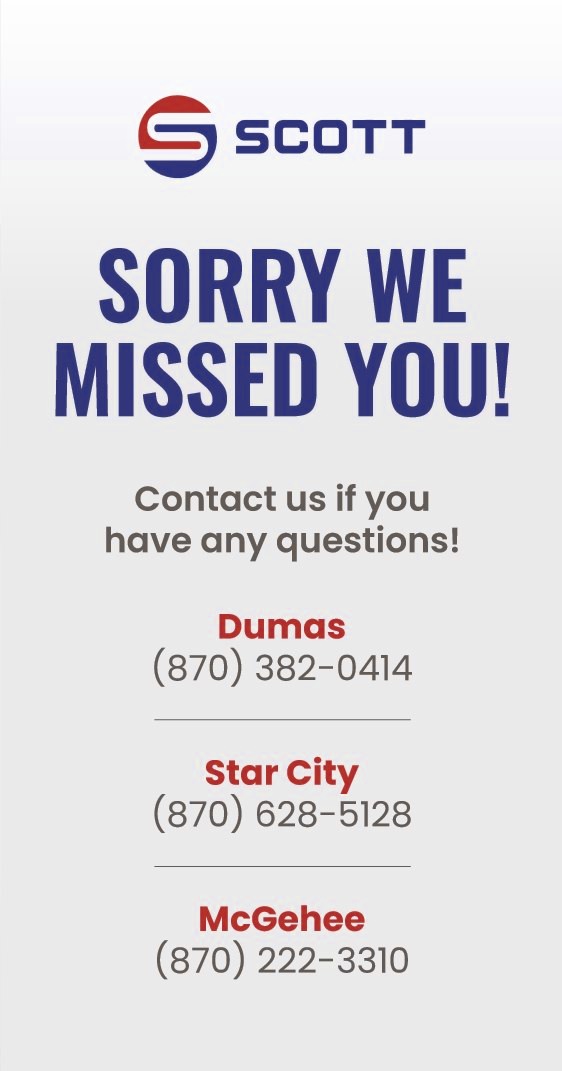 SCOTT
SORRY WE
MISSED YOU!
Contact us if you
have any questions!
Dumas
(870) 382-0414
Star City
(870) 628-5128
McGehee
(870) 222-3310